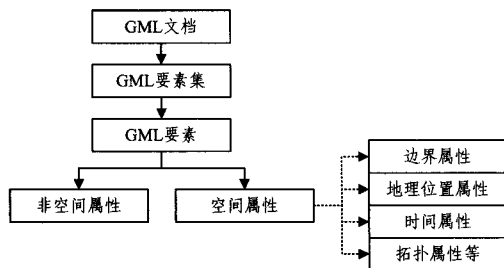 GML文档
GML要素集
GML要素
非空间属性
空间属性
边界属性
地理位置属性
时间属性
拓扑属性等